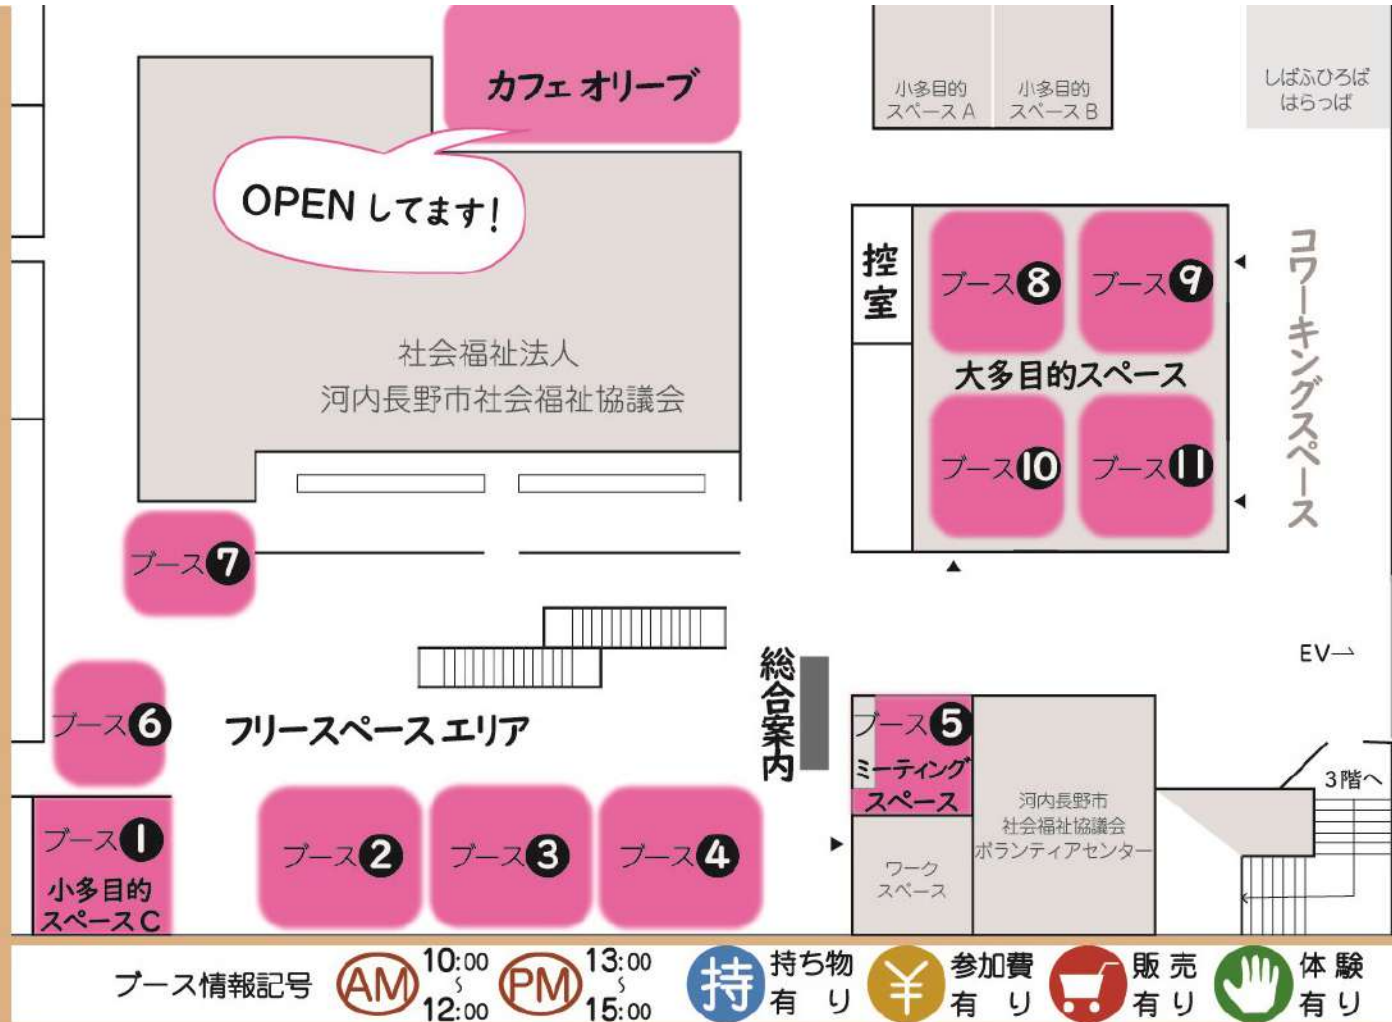 カフェ オリーブ
OPENしてます!
小多目的
スペースA
小多目的
スペースB
しばふひろば
はらっぱ
社会福祉法人
河内長野市社会福祉協議会
控室
ブース8
ブース9
大多目的スペース
ブース10
ブース11
コワーキングスペース
ブース7
ブース6
フリースペース エリア
総合案内
EV→
ブース5
ミーティング
スペース
河内長野市
社会福祉協議会
ボランティアセンター
3階へ
ワーク
スペース
ブース1
小多目的
スペースC
ブース2
ブース3
ブース4
ブース情報記号
AM
10:00
~
12:00
PM
13:00
~
15:00
持
持ち物
有り
¥
参加費
有り
販売
有り
体験
有り